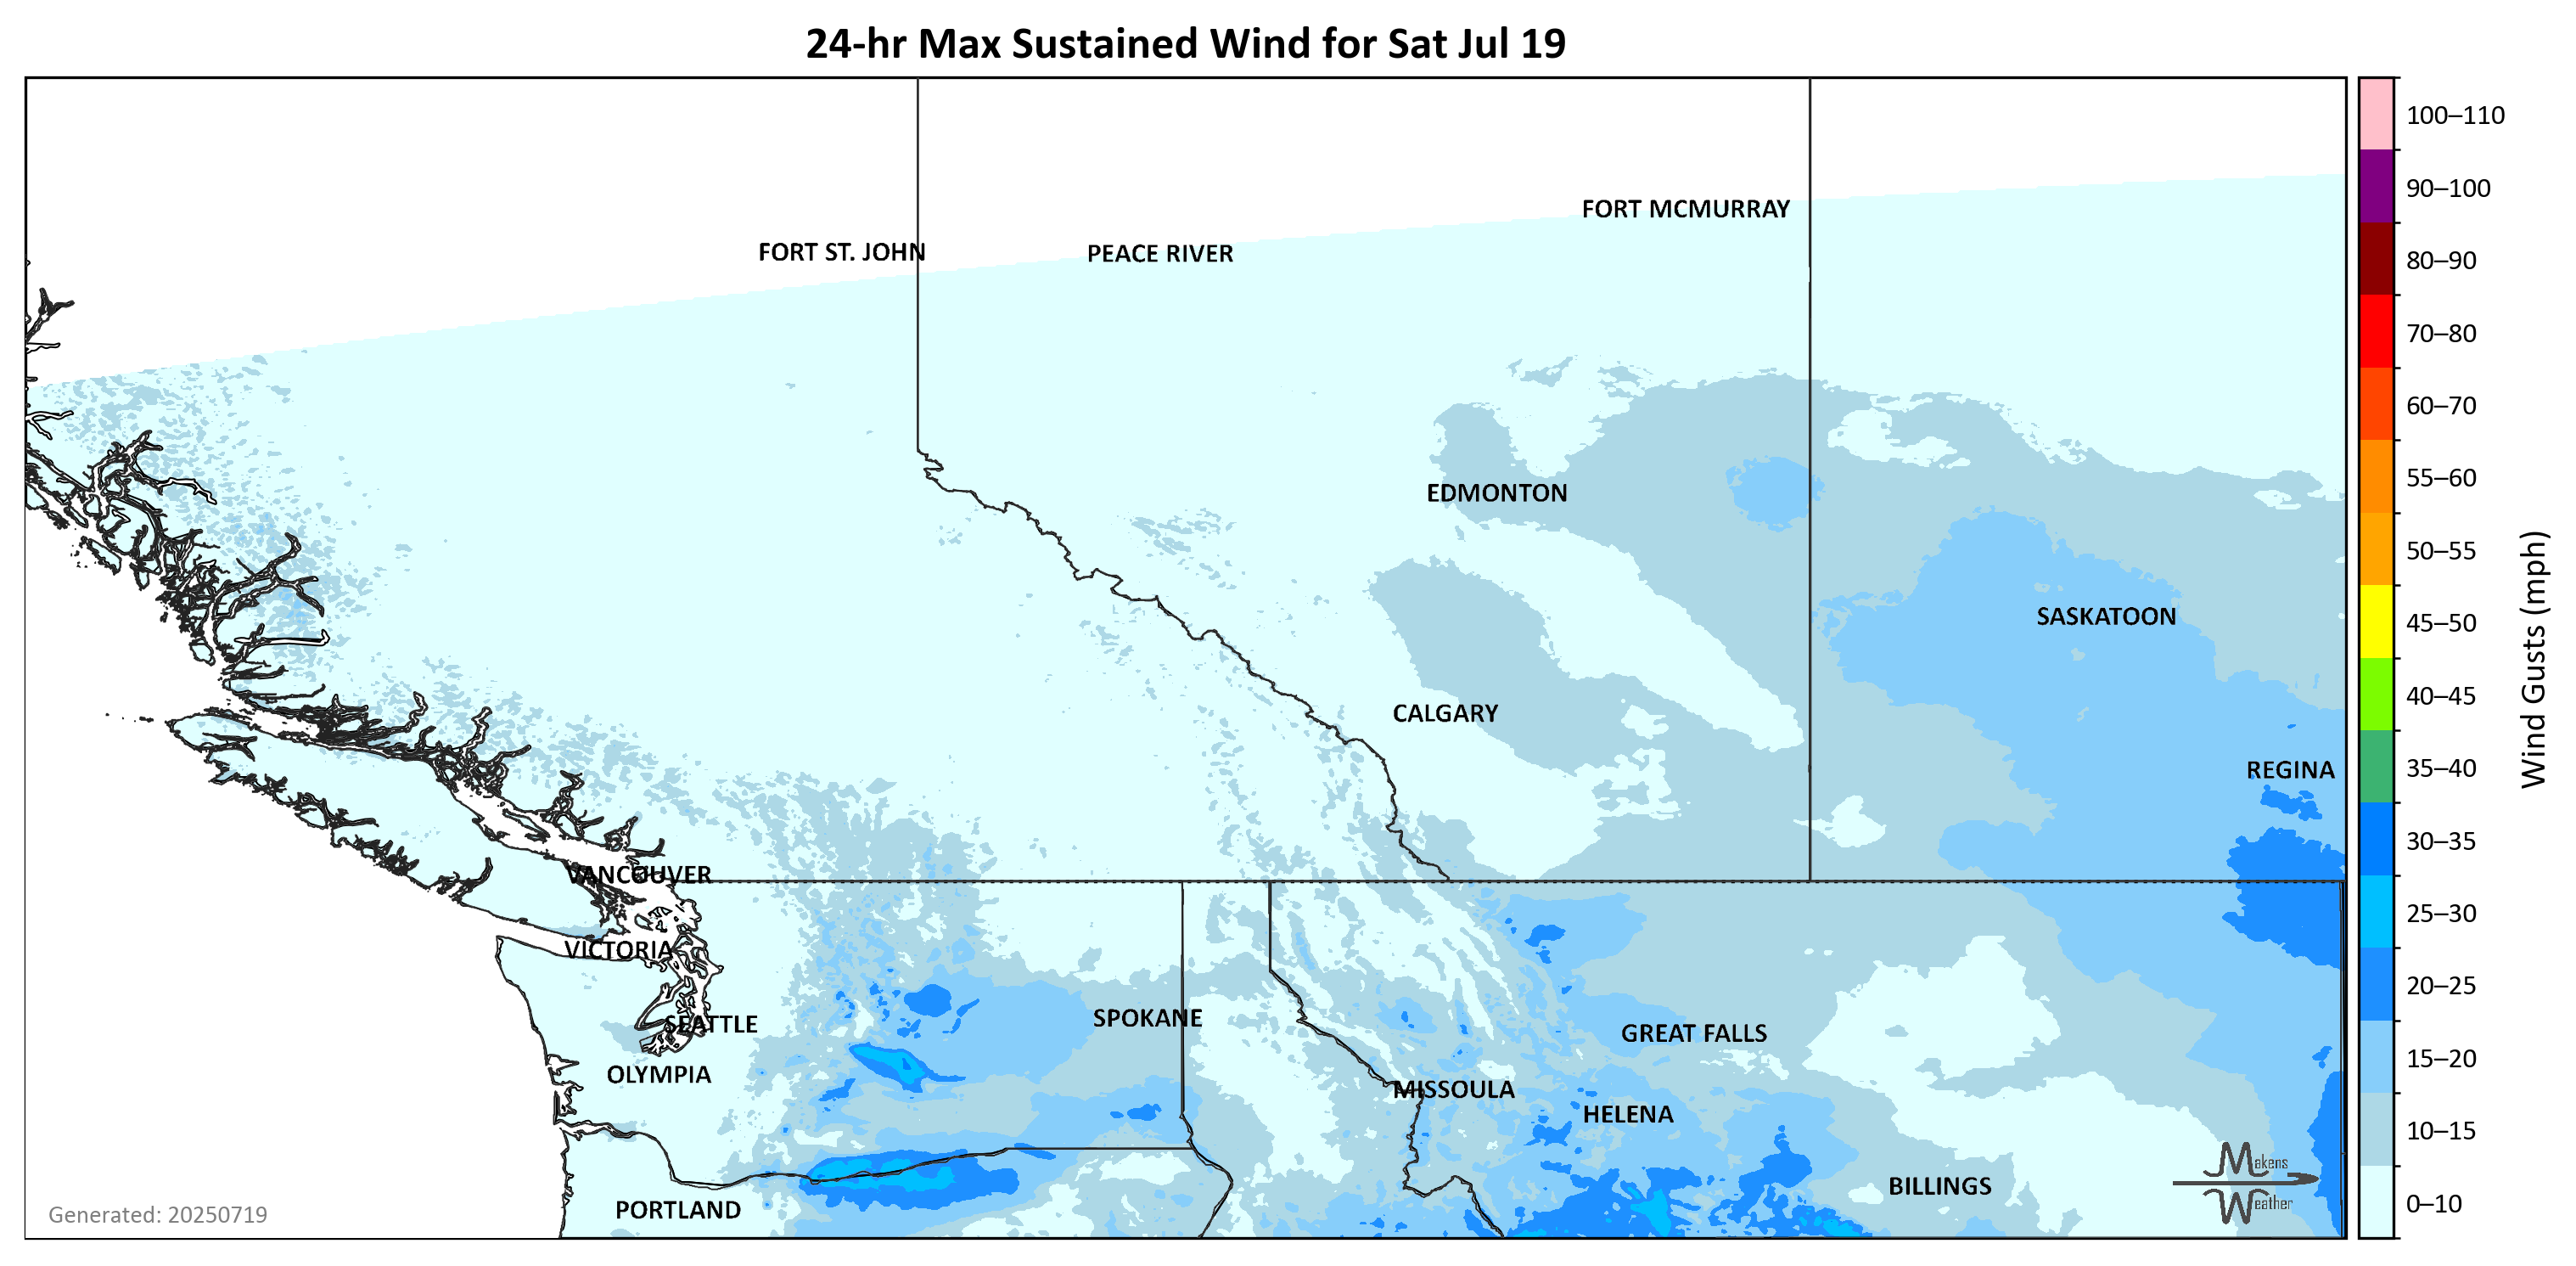 24-hr Max Sustained Wind for Sat Jul 19
100–110
90–100
80–90
70–80
60–70
55–60
50–55
45–50
40–45
35–40
30–35
25–30
20–25
15–20
10–15
0–10
Wind Gusts (mph)
FORT MCMURRAY
FORT ST. JOHN
PEACE RIVER
EDMONTON
SASKATOON
CALGARY
REGINA
VANCOUVER
VICTORIA
SEATTLE
SPOKANE
GREAT FALLS
OLYMPIA
MISSOULA
HELENA
BILLINGS
PORTLAND
Makens
Weather
Generated: 20250719